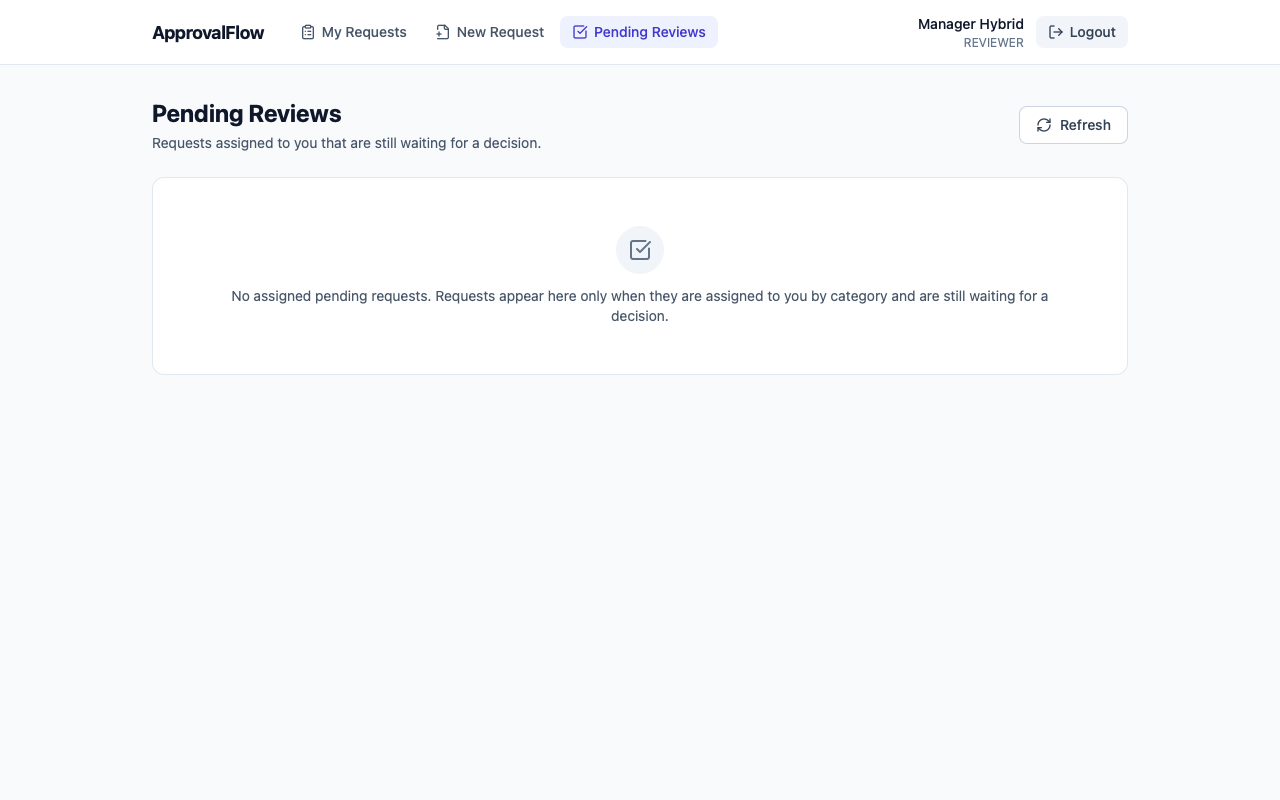 ApprovalFlow
My Requests
New Request
Pending Reviews
Manager Hybrid
REVIEWER
Logout
Pending Reviews
Requests assigned to you that are still waiting for a decision.
Refresh
No assigned pending requests. Requests appear here only when they are assigned to you by category and are still waiting for a
decision.